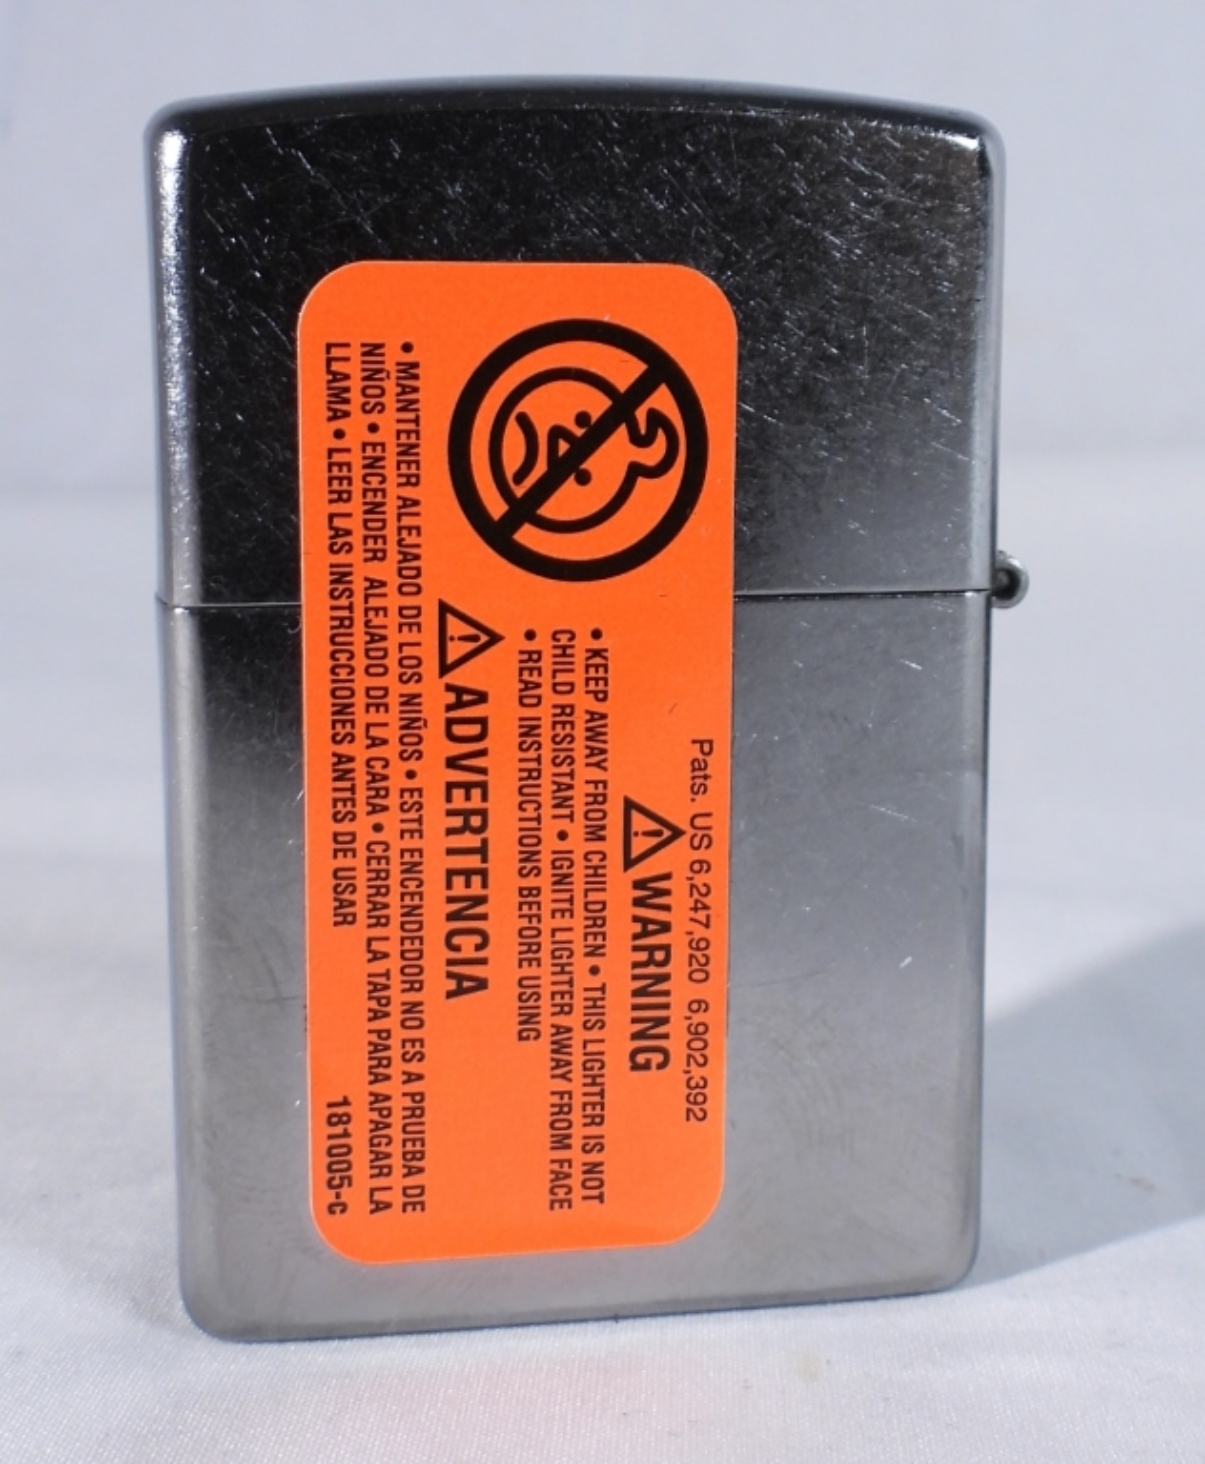 Pats. US 6,247,920 6,902,392
WARNING
• KEEP AWAY FROM CHILDREN • THIS LIGHTER IS NOT
CHILD RESISTANT • IGNITE LIGHTER AWAY FROM FACE
• READ INSTRUCTIONS BEFORE USING
ADVERTENCIA
• MANTENER ALEJADO DE LOS NIÑOS • ESTE ENCENDEDOR NO ES A PRUEBA DE
NIÑOS • ENCENDER ALEJADO DE LA CARA • CERRAR LA TAPA PARA APAGAR LA
LLAMA • LEER LAS INSTRUCCIONES ANTES DE USAR 181005-c